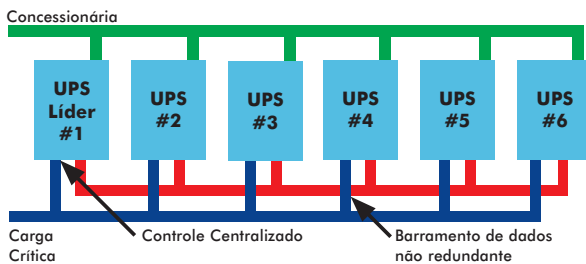 Concessionária
UPS
Líder
#1
UPS
#2
UPS
#3
UPS
#4
UPS
#5
UPS
#6
Carga
Crítica
Controle Centralizado
Barramento de dados
não redundante